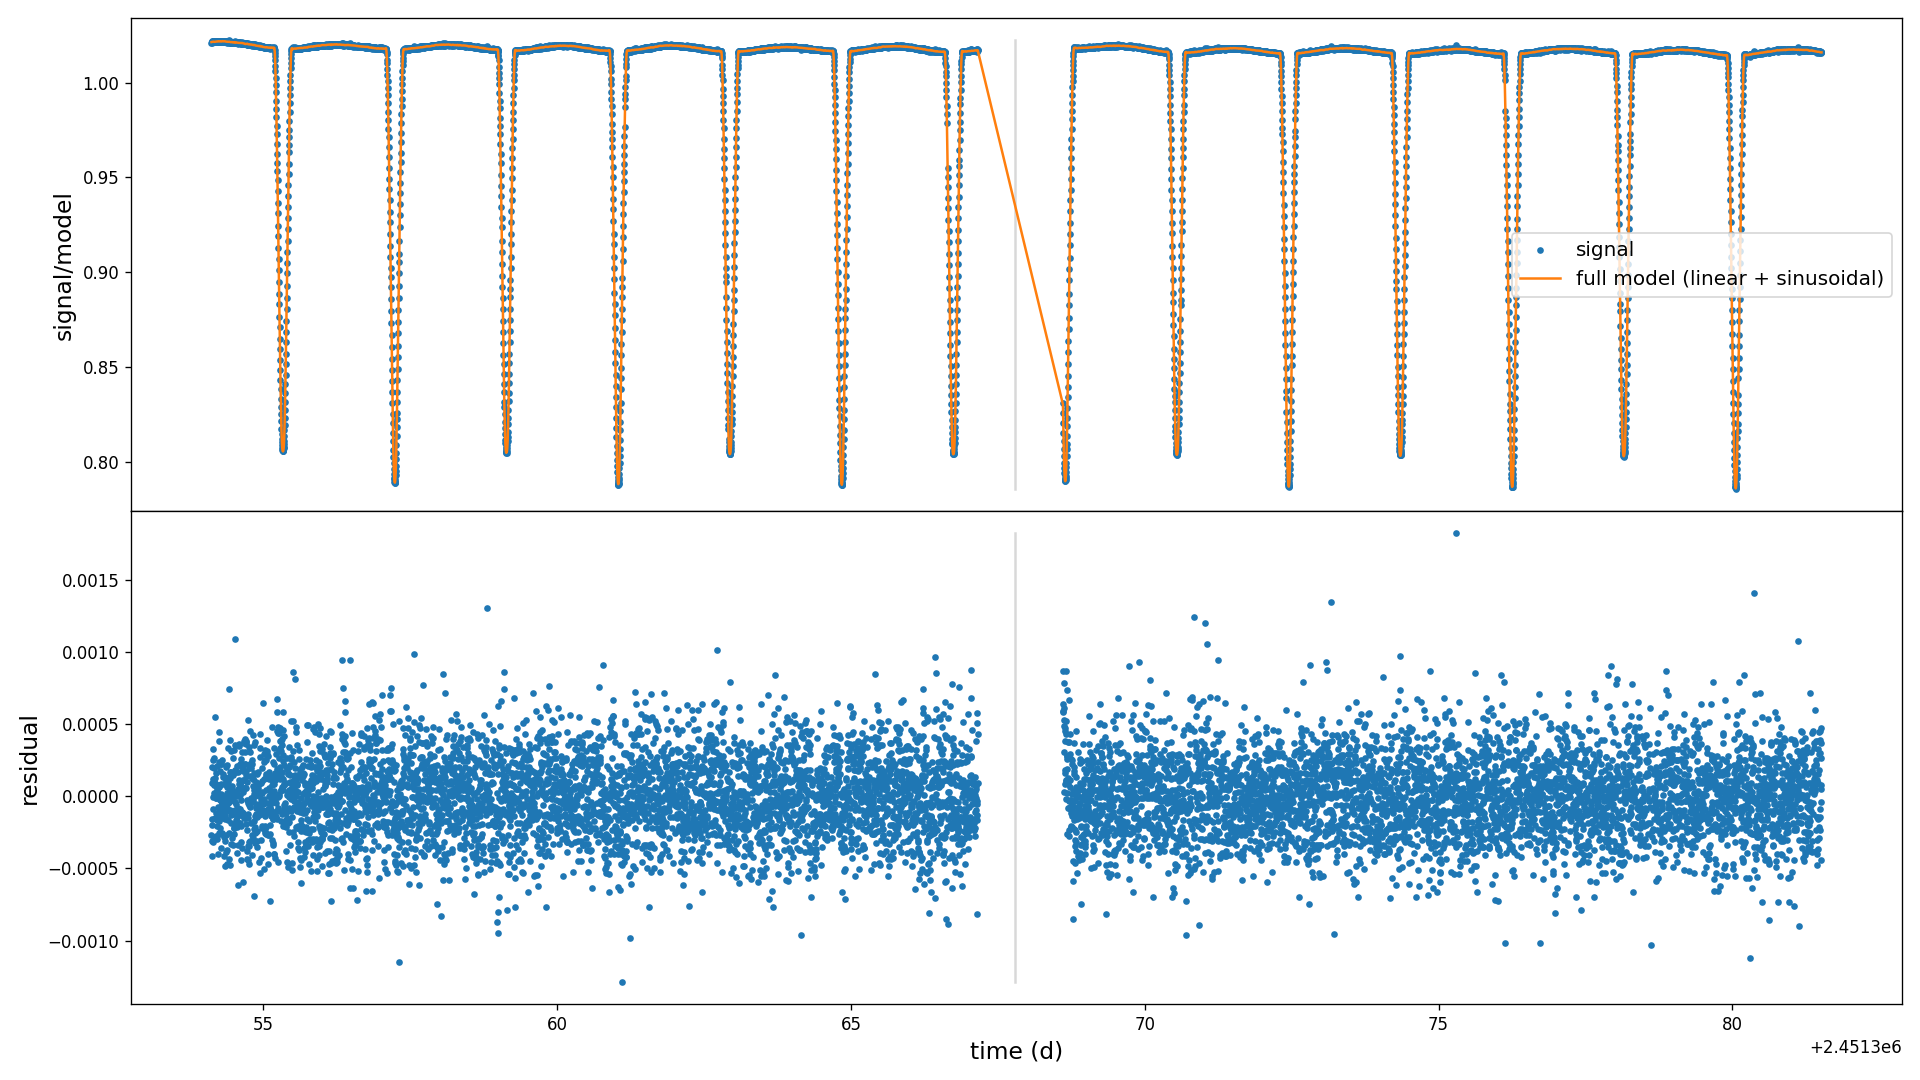 1.00
0.95
0.90
0.85
0.80
signal/model
signal
full model (linear + sinusoidal)
0.0015
0.0010
0.0005
0.0000
−0.0005
−0.0010
residual
55
60
65
70
75
80
time (d)
+2.4513e6